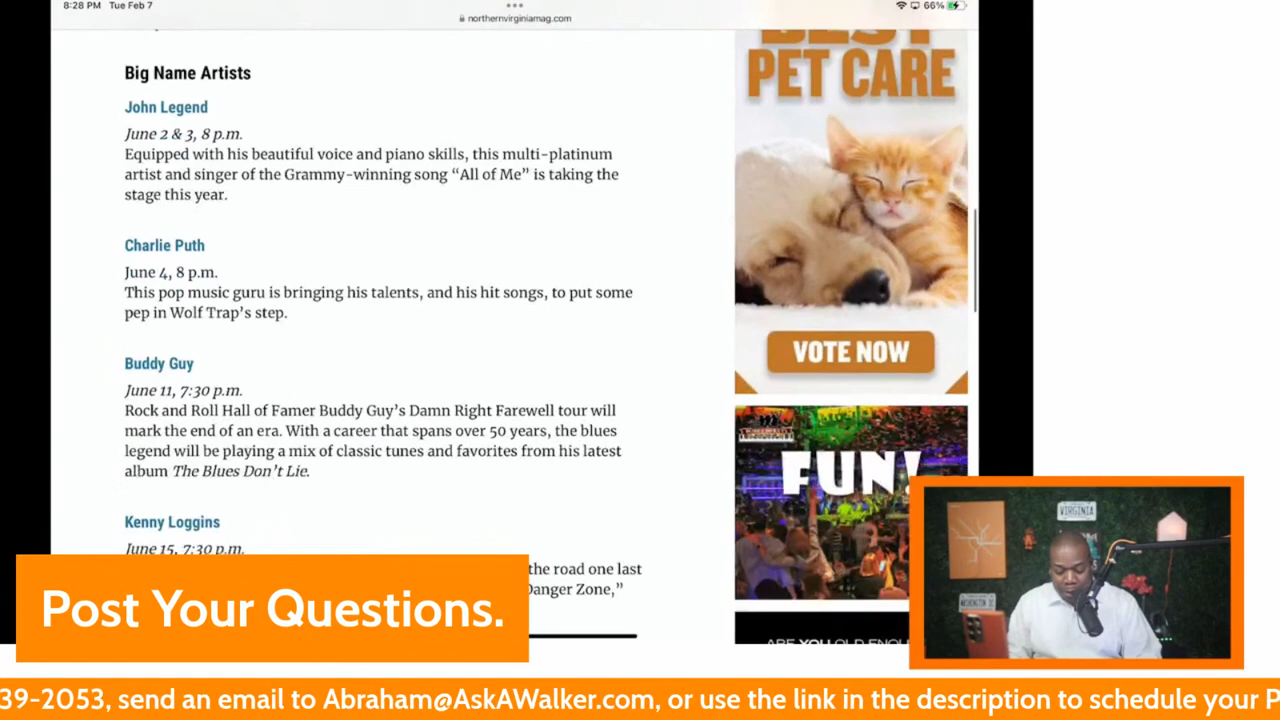 8:28 PM Tue Feb 7
northernvirginiamag.com
66%
Big Name Artists
John Legend
June 2 & 3, 8 p.m.
Equipped with his beautiful voice and piano skills, this multi-platinum
artist and singer of the Grammy-winning song “All of Me” is taking the
stage this year.
Charlie Puth
June 4, 8 p.m.
This pop music guru is bringing his talents, and his hit songs, to put some
pep in Wolf Trap’s step.
Buddy Guy
June 11, 7:30 p.m.
Rock and Roll Hall of Famer Buddy Guy’s Damn Right Farewell tour will
mark the end of an era. With a career that spans over 50 years, the blues
legend will be playing a mix of classic tunes and favorites from his latest
album The Blues Don’t Lie.
Kenny Loggins
June 15, 7:30 p.m.
the road one last
Danger Zone,”
BEST
PET CARE
VOTE NOW
FUN!
ARE YOU OLD ENOU
VIRGINIA
WASHINGTON DC
Post Your Questions.
39-2053, send an email to Abraham@AskAWalker.com, or use the link in the description to schedule your P